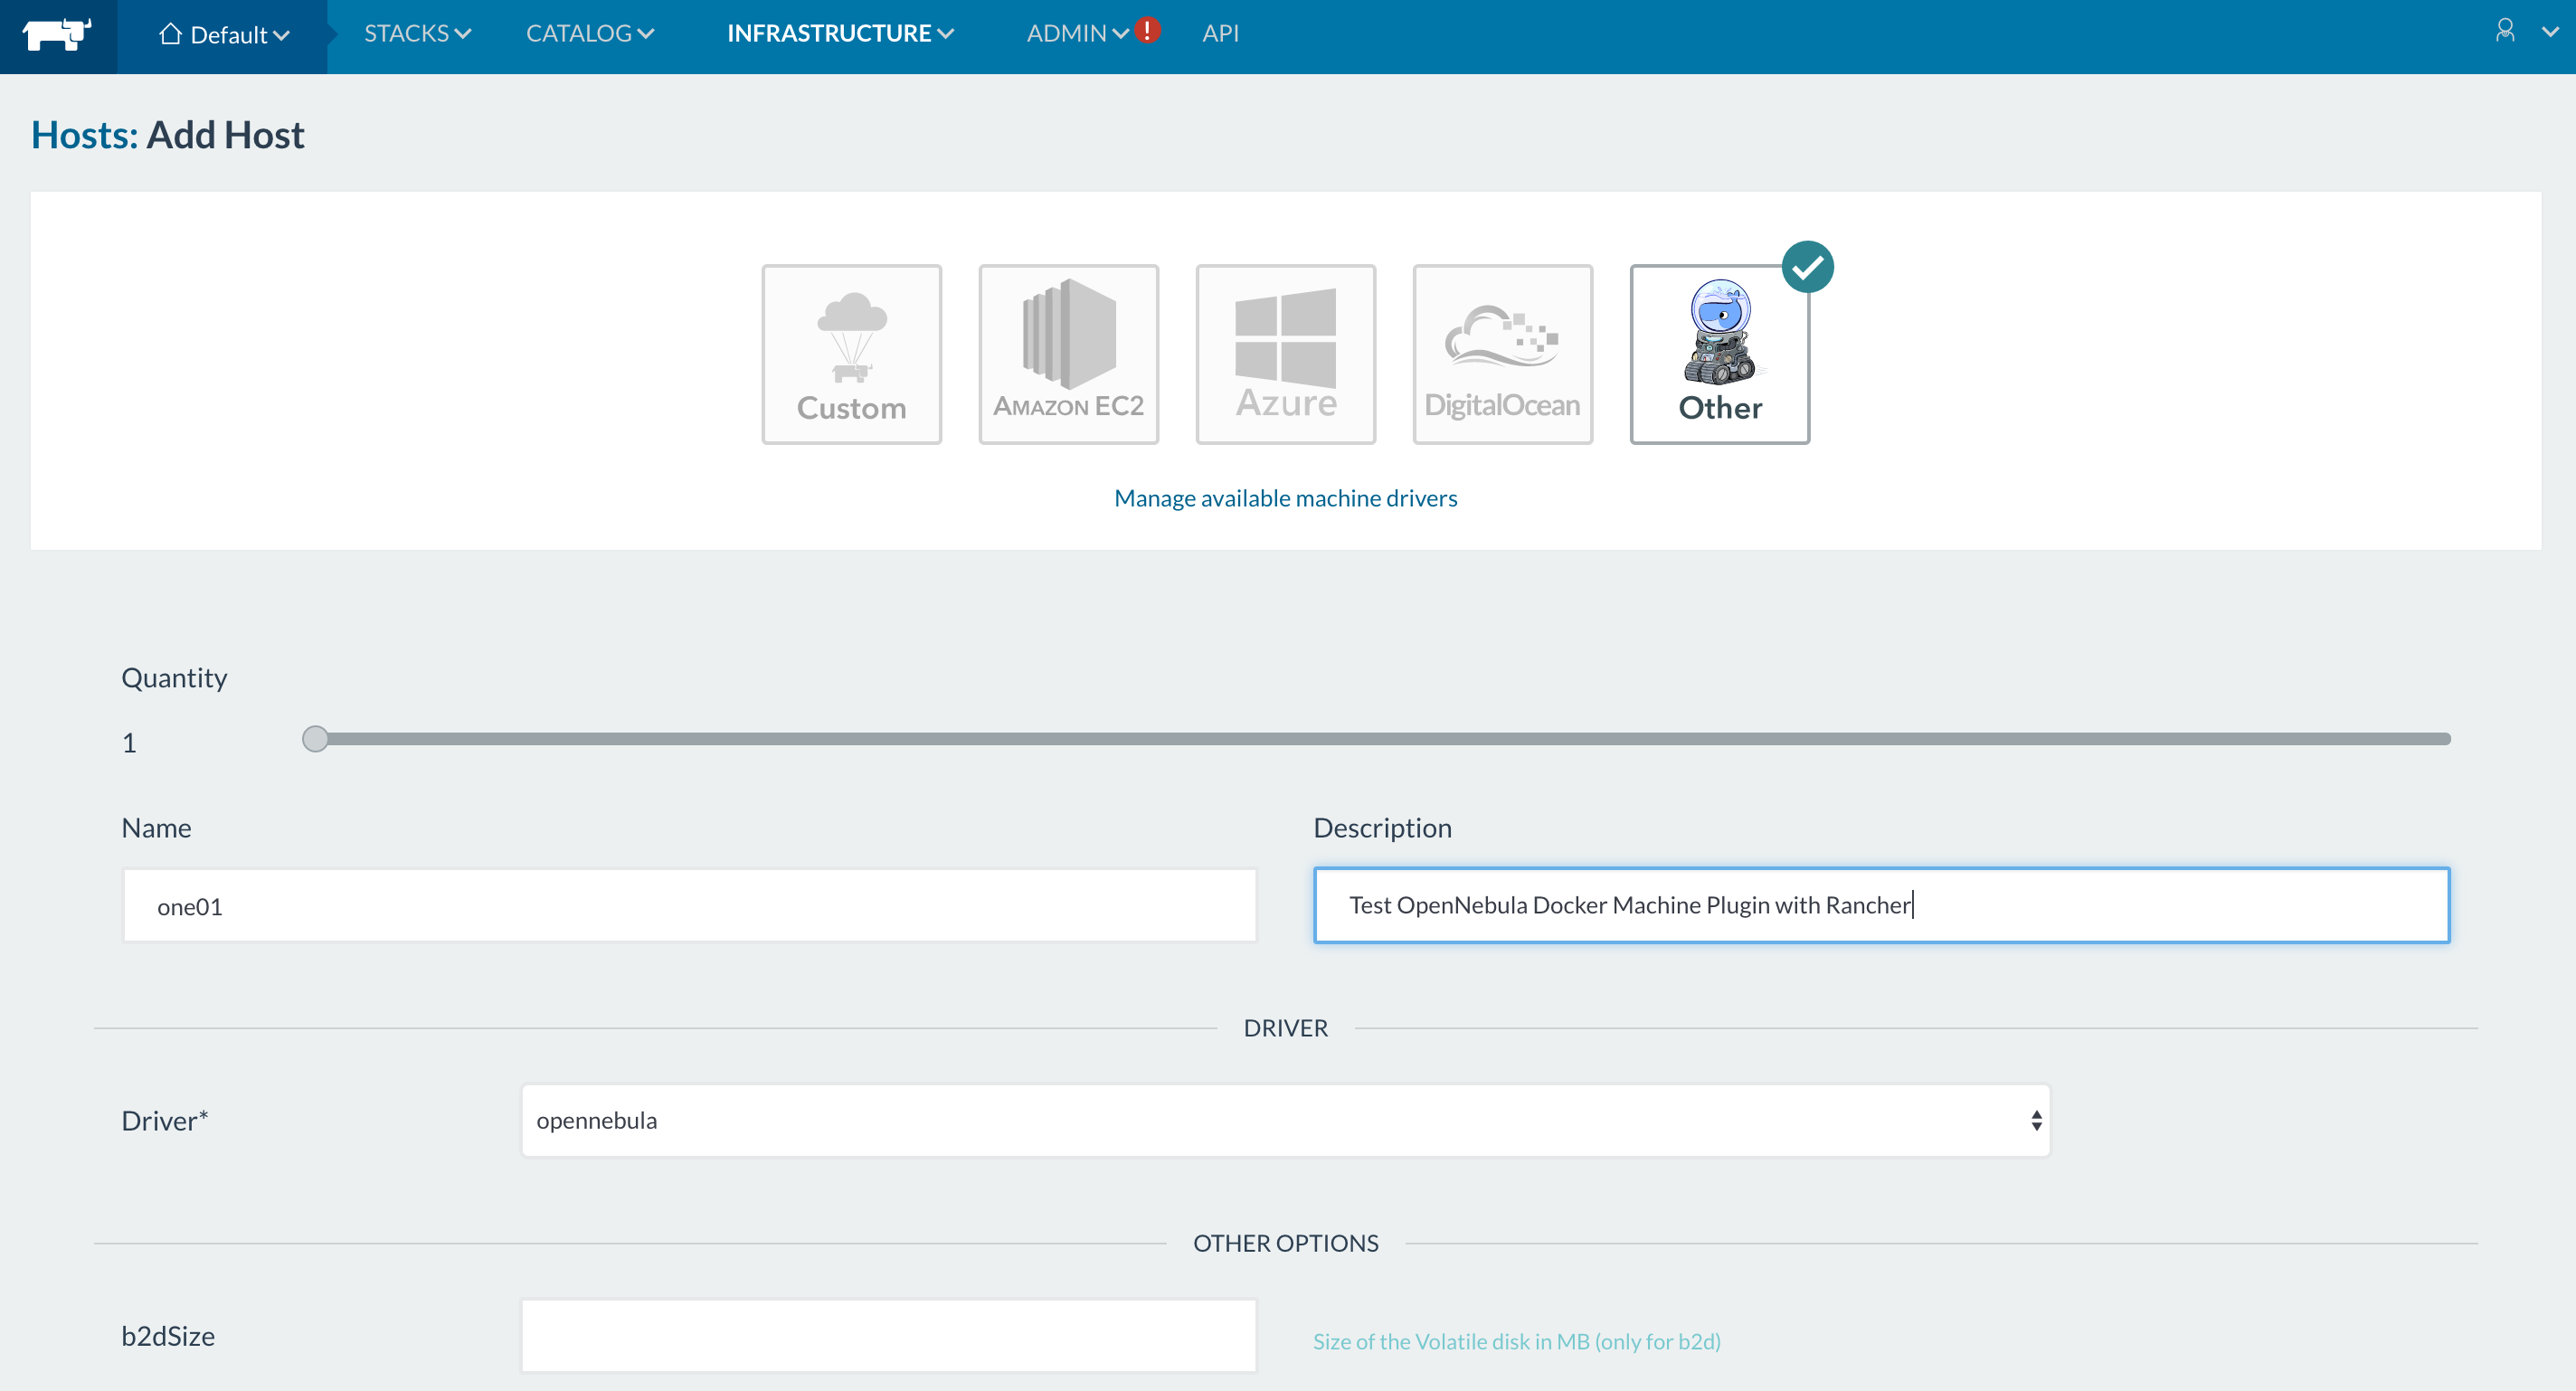 Default STACKS CATALOG INFRASTRUCTURE ADMIN ! API
Hosts: Add Host
Custom
AMAZON EC2
Azure
DigitalOcean
Other
Manage available machine drivers
Quantity
1
Name
Description
one01
Test OpenNebula Docker Machine Plugin with Rancher
DRIVER
Driver*
opennebula
OTHER OPTIONS
b2dSize
Size of the Volatile disk in MB (only for b2d)